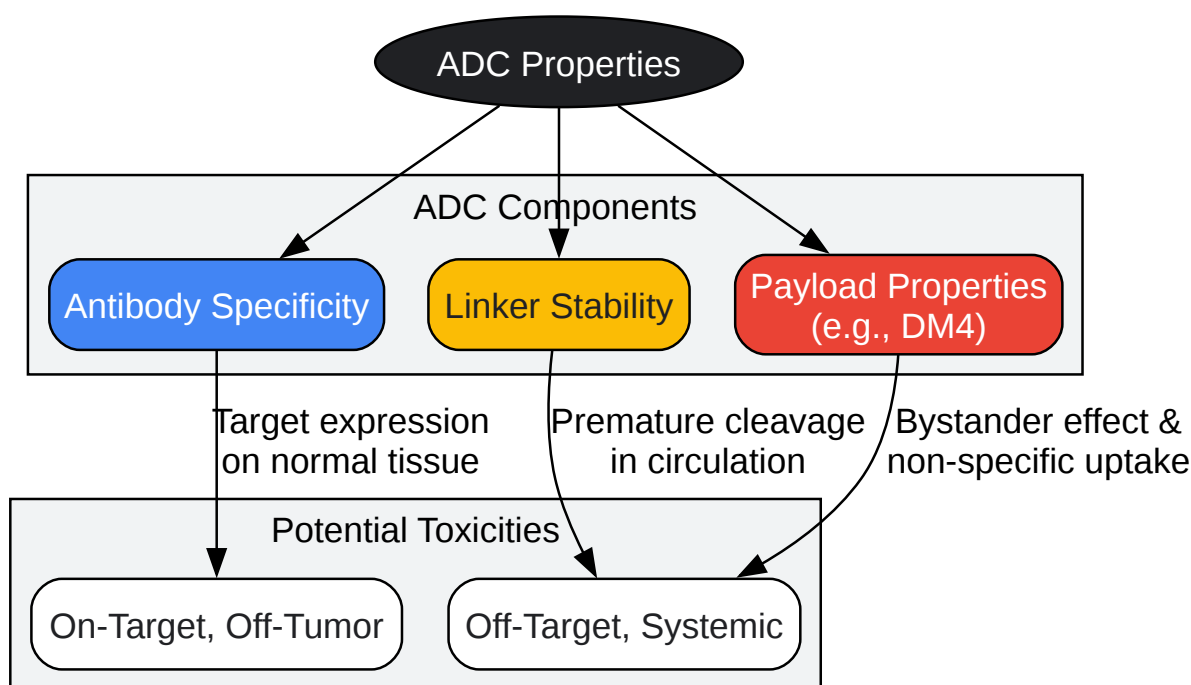 ADC Properties
ADC Components
Antibody Specificity
Linker Stability
Payload Properties
(e.g., DM4)
Target expression
on normal tissue
Premature cleavage
in circulation
Bystander effect &
non-specific uptake
Potential Toxicities
On-Target, Off-Tumor
Off-Target, Systemic